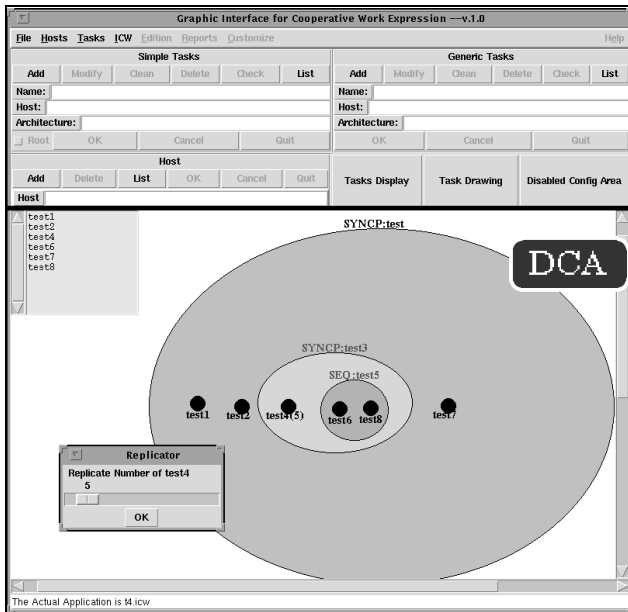 Graphic Interface for Cooperative Work Expression --v.1.0
File Hosts Tasks ICW Edition Reports Customize Help
Simple Tasks
Add Modify Clean Delete Check List
Name:
Host:
Architecture:
Root OK Cancel Quit
Generic Tasks
Add Modify Clean Delete Check List
Name:
Host:
Architecture:
OK Cancel Quit
Host
Add Delete List OK Cancel Quit
Host
Tasks Display Task Drawing Disabled Config Area
test1
test2
test4
test6
test7
test8
SYNCP:test
DCA
SYNCP:test3
SEQ:test5
test1 test2 test4(5) test6 test8 test7
Replicator
Replicate Number of test4
5
OK
The Actual Application is t4.icw